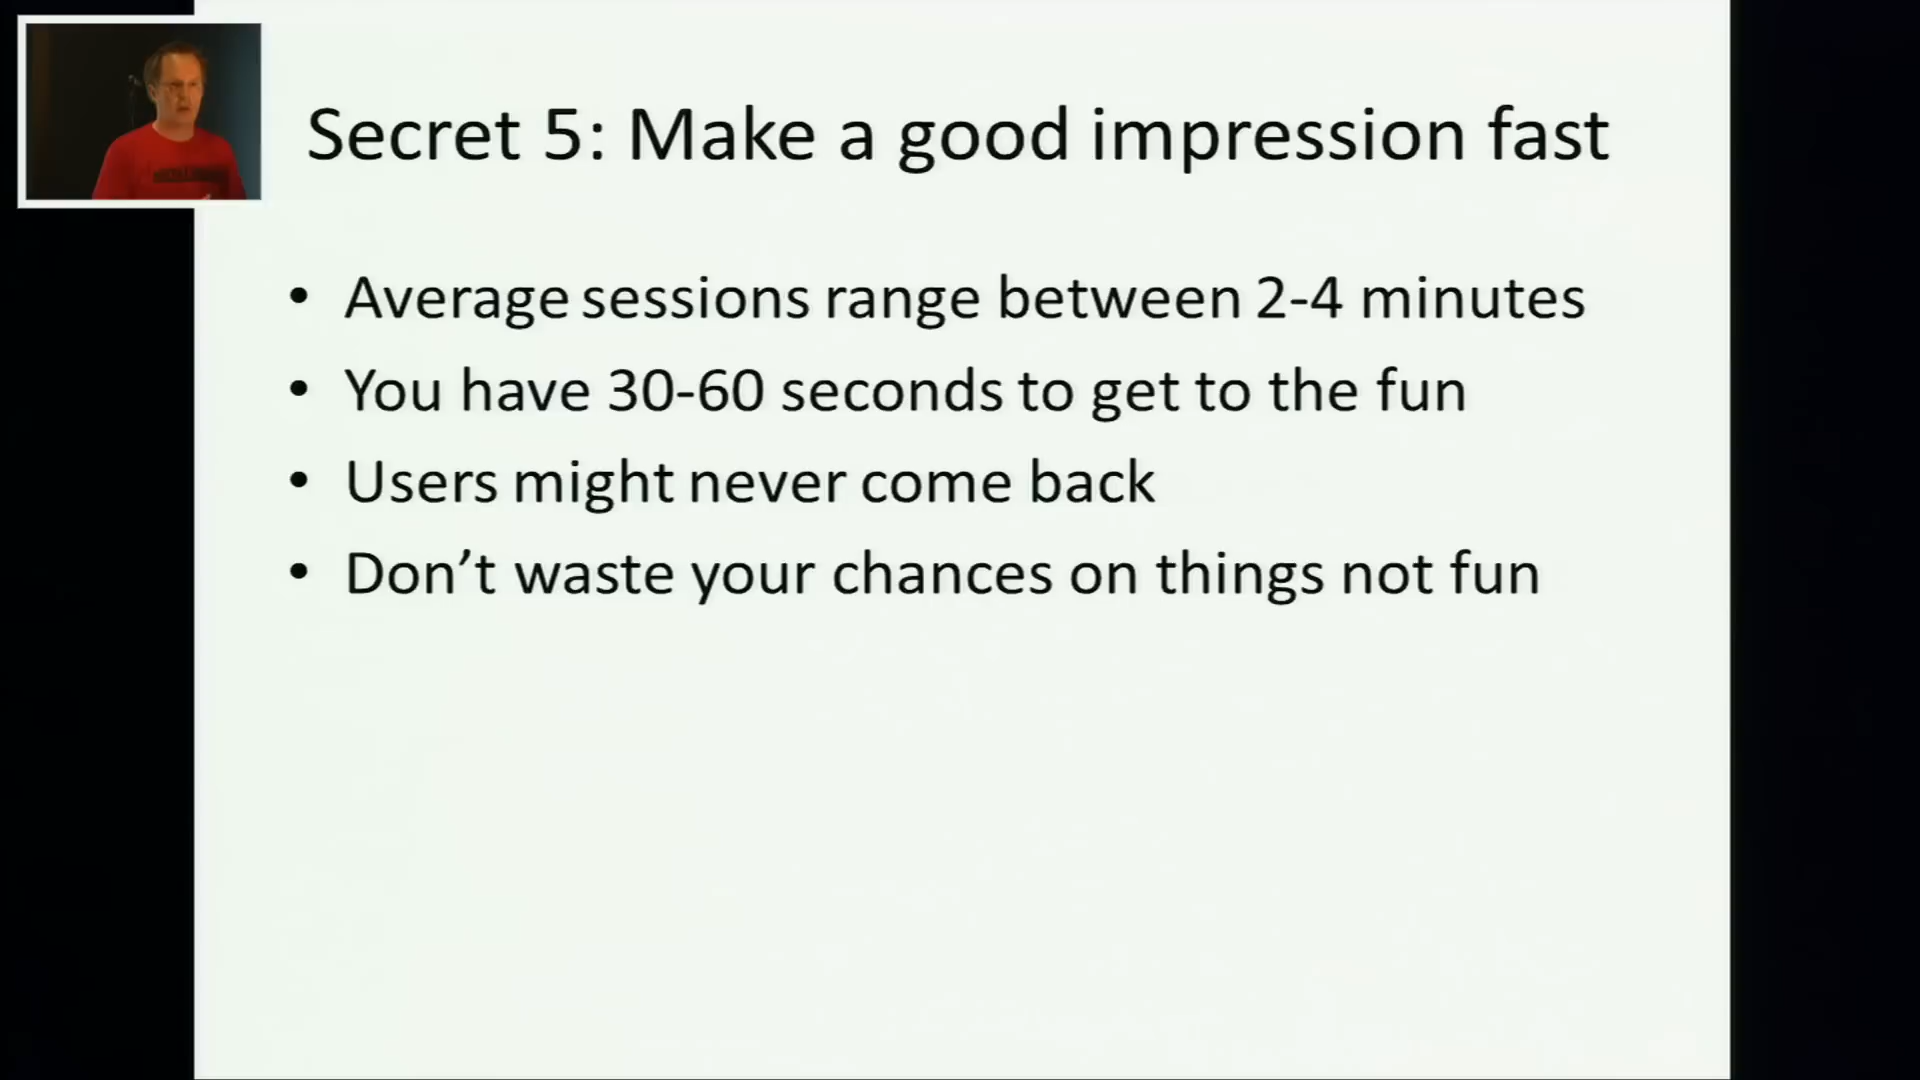 Secret 5: Make a good impression fast
• Average sessions range between 2-4 minutes
• You have 30-60 seconds to get to the fun
• Users might never come back
• Don’t waste your chances on things not fun